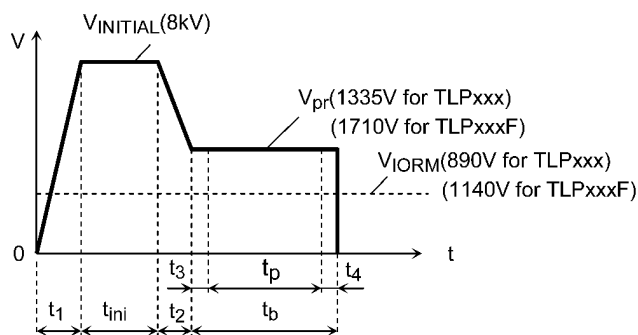 VINITIAL(8kV)
V
Vpr(1335V for TLPxxx)
(1710V for TLPxxxF)
VIORM(890V for TLPxxx)
(1140V for TLPxxxF)
0
t
t3
tp
t4
t1
tini
t2
tb